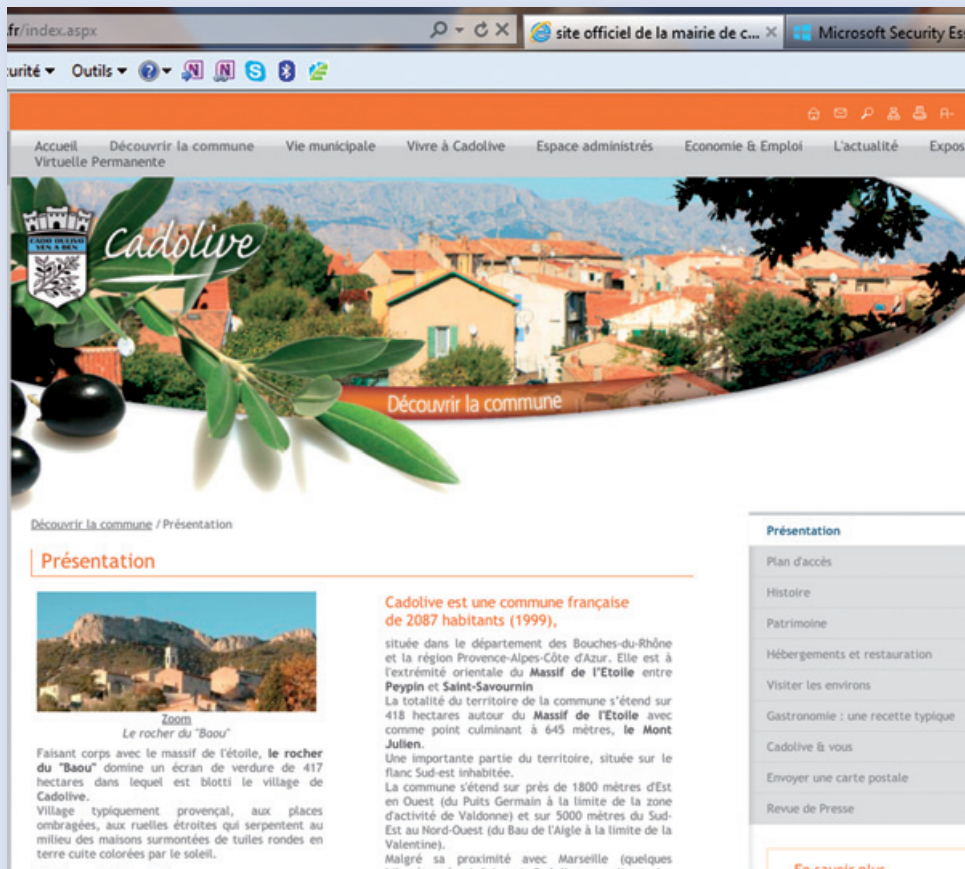 fr/index.aspx
site officiel de la mairie de c...
Microsoft Security Es
urité
Outils
Accueil
Découvrir la commune
Vie municipale
Vivre à Cadolive
Espace administrés
Economie & Emploi
L'actualité
Expos
Virtuelle Permanente
CADO OULIVO
VEN A BEN
Cadolive
Découvrir la commune
Découvrir la commune / Présentation
Présentation
Zoom
Le rocher du "Baou"
Faisant corps avec le massif de l'étoile, le rocher
du "Baou" domine un écran de verdure de 417
hectares dans lequel est blotti le village de
Cadolive.
Village typiquement provençal, aux places
ombragées, aux ruelles étroites qui serpentent au
milieu des maisons surmontées de tuiles rondes en
terre cuite colorées par le soleil.
Cadolive est une commune française
de 2087 habitants (1999),
située dans le département des Bouches-du-Rhône
et la région Provence-Alpes-Côte d'Azur. Elle est à
l'extrémité orientale du Massif de l'Etoile entre
Peypin et Saint-Savournin
La totalité du territoire de la commune s'étend sur
418 hectares autour du Massif de l'Etoile avec
comme point culminant à 645 mètres, le Mont
Julien.
Une importante partie du territoire, située sur le
flanc Sud-est inhabitée.
La commune s'étend sur près de 1800 mètres d'Est
en Ouest (du Puits Germain à la limite de la zone
d'activité de Valdonne) et sur 5000 mètres du Sud-
Est au Nord-Ouest (du Bau de l'Aigle à la limite de la
Valentine).
Malgré sa proximité avec Marseille (quelques
Présentation
Plan d'accès
Histoire
Patrimoine
Hébergements et restauration
Visiter les environs
Gastronomie : une recette typique
Cadolive & vous
Envoyer une carte postale
Revue de Presse
En savoir plus